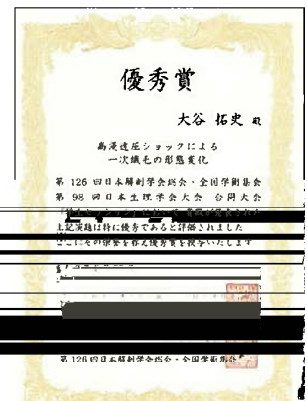 優秀賞
大谷 拓史 殿
高浸透圧ショックによる
一次繊毛の形態変化
第 126 回日本解剖学会総会・全国学術集会
第 98 回日本生理学会大会 合同大会
上記演題は特に優秀であると評価されました
ここにその栄誉を称え優秀賞を授与いたします
第 126 回日本解剖学会総会・全国学術集会